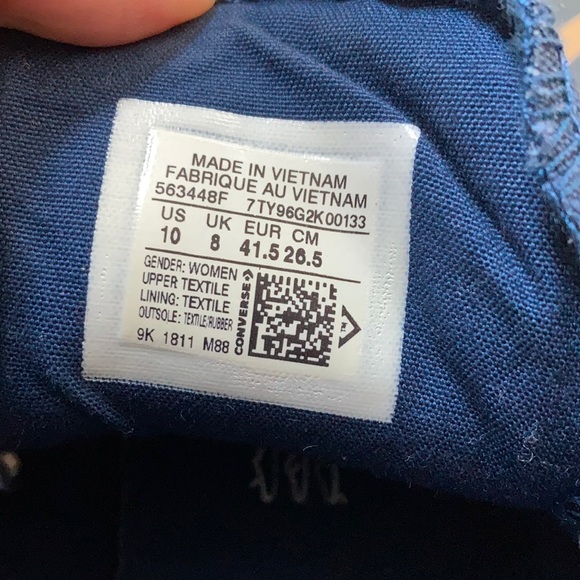 MADE IN VIETNAM
FABRIQUE AU VIETNAM
563448F 7TY96G2K00133
US UK EUR CM
10 8 41.5 26.5
GENDER: WOMEN
UPPER: TEXTILE
LINING: TEXTILE
OUTSOLE: TEXTILE/RUBBER
9K 1811 M88
CONVERSE
TM